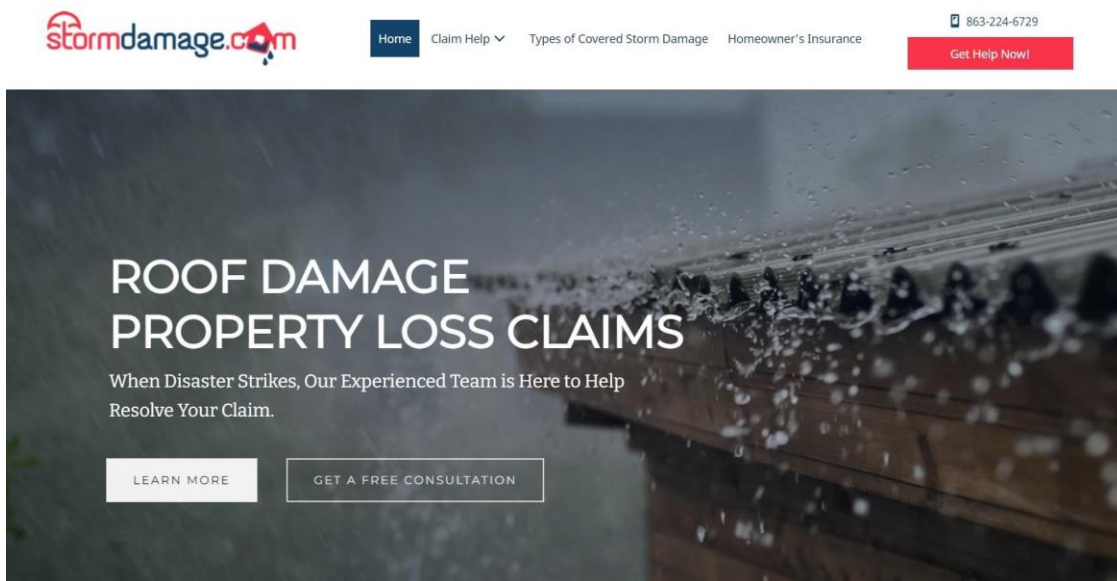 stormdamage.com
Home
Claim Help
Types of Covered Storm Damage
Homeowner's Insurance
863-224-6729
Get Help Now!
ROOF DAMAGE
PROPERTY LOSS CLAIMS
When Disaster Strikes, Our Experienced Team is Here to Help
Resolve Your Claim.
LEARN MORE
GET A FREE CONSULTATION